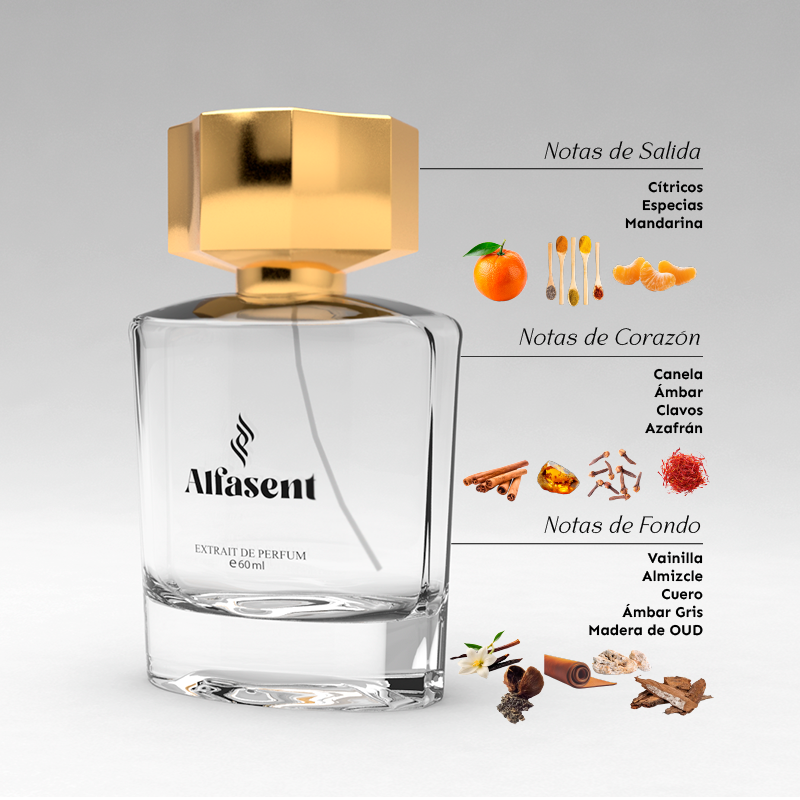 Notas de Salida
Cítricos
Especias
Mandarina
Notas de Corazón
Canela
Ámbar
Clavos
Azafrán
Alfasent
EXTRAIT DE PERFUM
℮60ml
Notas de Fondo
Vainilla
Almizcle
Cuero
Ámbar Gris
Madera de OUD